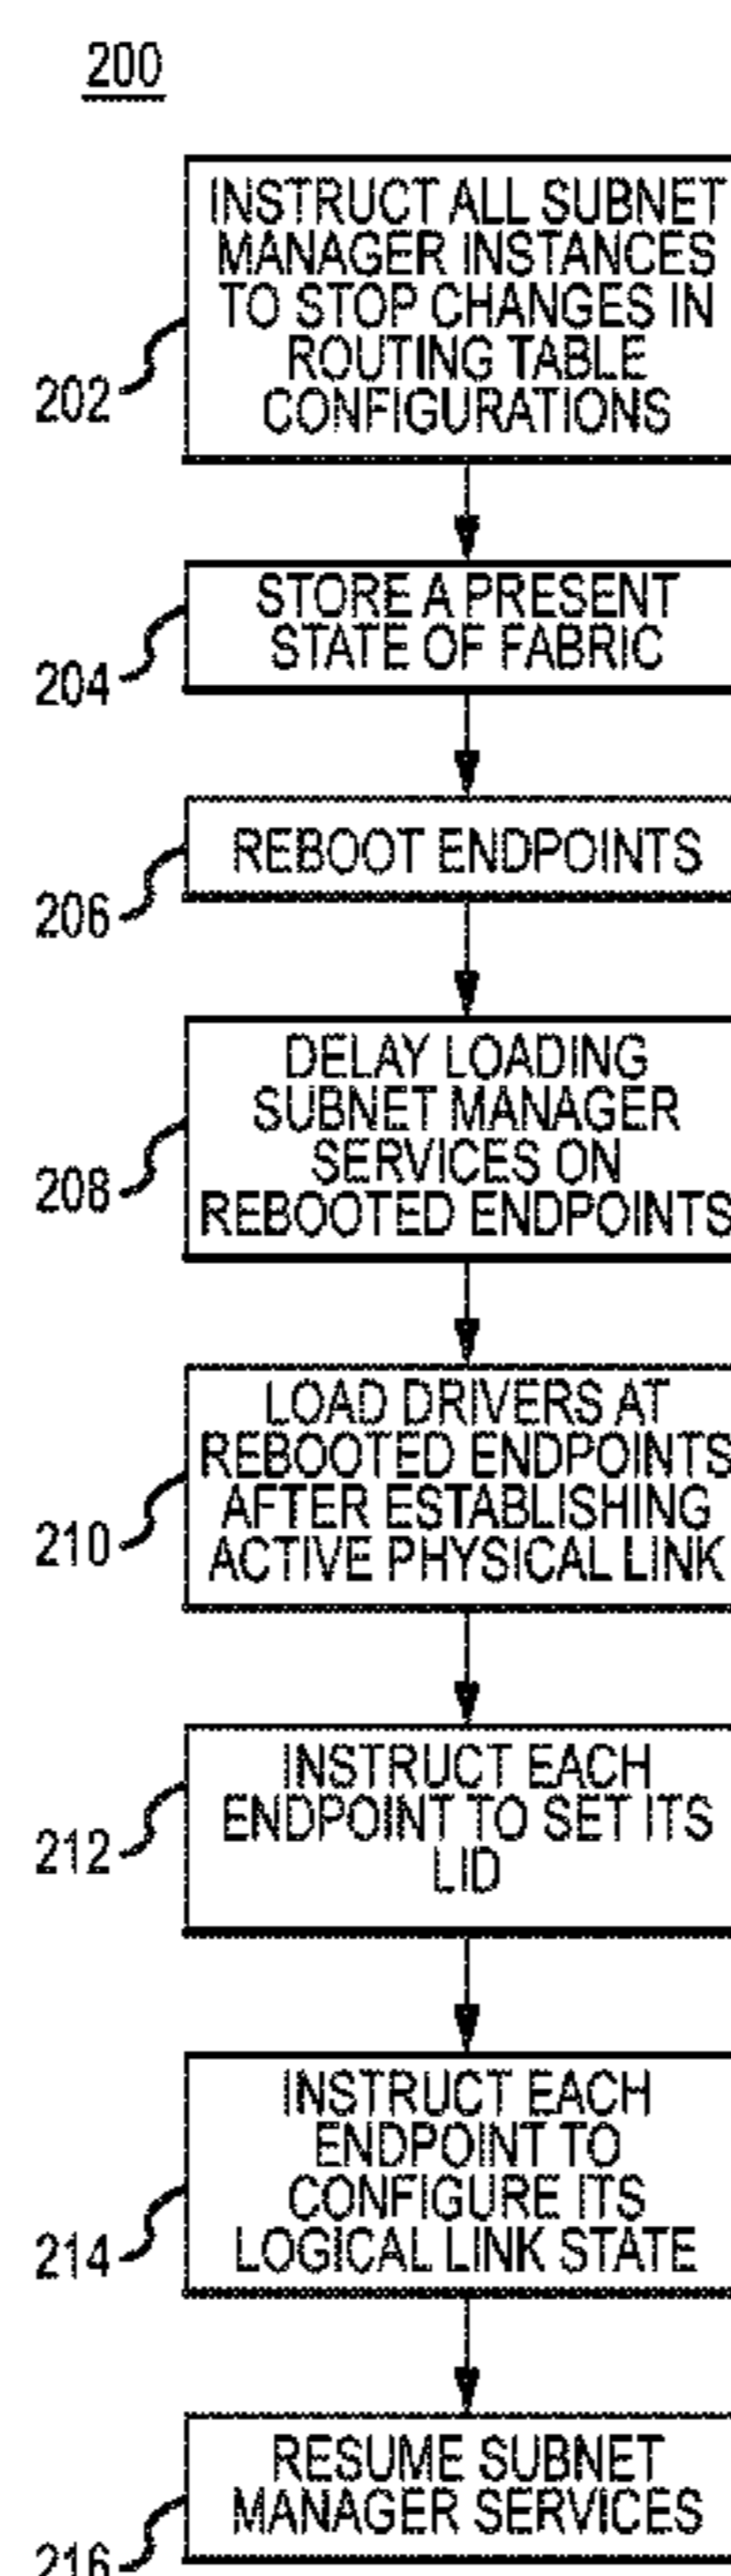 200
INSTRUCT ALL SUBNET
MANAGER INSTANCES
TO STOP CHANGES IN
ROUTING TABLE
CONFIGURATIONS
202
STORE A PRESENT
STATE OF FABRIC
204
REBOOT ENDPOINTS
206
DELAY LOADING
SUBNET MANAGER
SERVICES ON
REBOOTED ENDPOINTS
208
LOAD DRIVERS AT
REBOOTED ENDPOINTS
AFTER ESTABLISHING
ACTIVE PHYSICAL LINK
210
INSTRUCT EACH
ENDPOINT TO SET ITS
LID
212
INSTRUCT EACH
ENDPOINT TO
CONFIGURE ITS
LOGICAL LINK STATE
214
RESUME SUBNET
MANAGER SERVICES
216